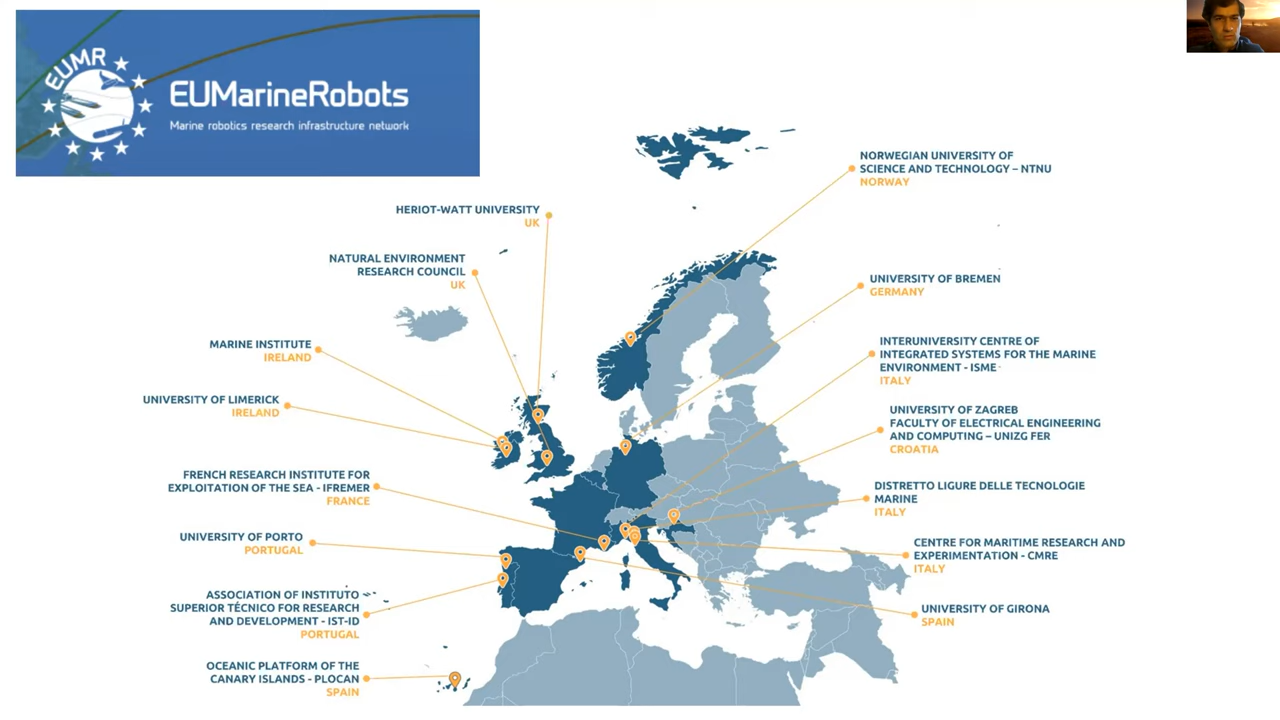 EUMR
EUMarineRobots
Marine robotics research infrastructure network
NORWEGIAN UNIVERSITY OF
SCIENCE AND TECHNOLOGY – NTNU
NORWAY
HERIOT-WATT UNIVERSITY
UK
NATURAL ENVIRONMENT
RESEARCH COUNCIL
UK
UNIVERSITY OF BREMEN
GERMANY
MARINE INSTITUTE
IRELAND
INTERUNIVERSITY CENTRE OF
INTEGRATED SYSTEMS FOR THE MARINE
ENVIRONMENT - ISME
ITALY
UNIVERSITY OF LIMERICK
IRELAND
UNIVERSITY OF ZAGREB
FACULTY OF ELECTRICAL ENGINEERING
AND COMPUTING – UNIZG FER
CROATIA
FRENCH RESEARCH INSTITUTE FOR
EXPLOITATION OF THE SEA - IFREMER
FRANCE
DISTRETTO LIGURE DELLE TECNOLOGIE
MARINE
ITALY
UNIVERSITY OF PORTO
PORTUGAL
CENTRE FOR MARITIME RESEARCH AND
EXPERIMENTATION - CMRE
ITALY
ASSOCIATION OF INSTITUTO
SUPERIOR TÉCNICO FOR RESEARCH
AND DEVELOPMENT - IST-ID
PORTUGAL
UNIVERSITY OF GIRONA
SPAIN
OCEANIC PLATFORM OF THE
CANARY ISLANDS - PLOCAN
SPAIN